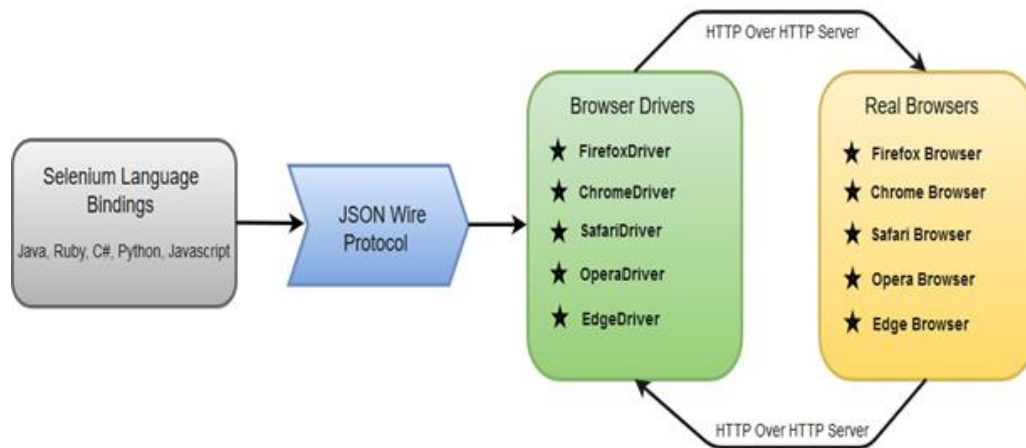 HTTP Over HTTP Server
Selenium Language
Bindings
Java, Ruby, C#, Python, Javascript
JSON Wire
Protocol
Browser Drivers
FirefoxDriver
ChromeDriver
SafariDriver
OperaDriver
EdgeDriver
Real Browsers
Firefox Browser
Chrome Browser
Safari Browser
Opera Browser
Edge Browser
HTTP Over HTTP Server